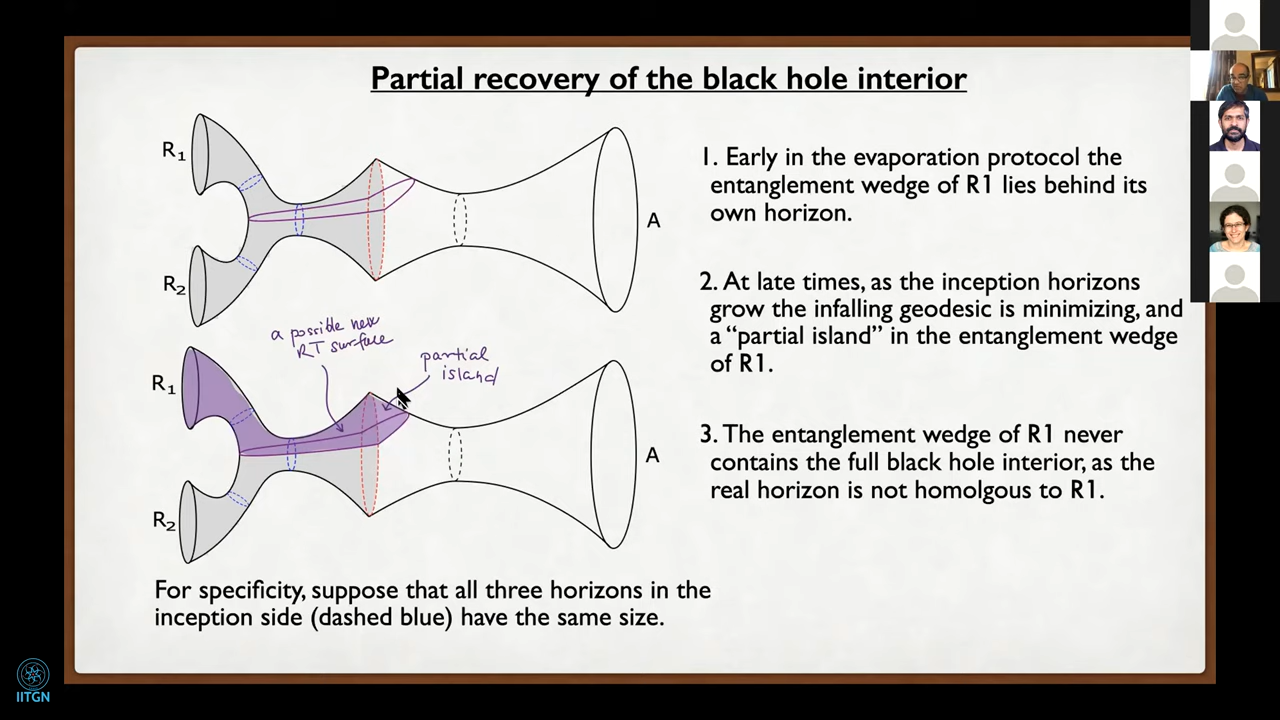 Partial recovery of the black hole interior
R1
R2
A
a possible new
RT surface
partial
island
R1
R2
A
For specificity, suppose that all three horizons in the
inception side (dashed blue) have the same size.
1. Early in the evaporation protocol the
entanglement wedge of R1 lies behind its
own horizon.
2. At late times, as the inception horizons
grow the infalling geodesic is minimizing, and
a “partial island” in the entanglement wedge
of R1.
3. The entanglement wedge of R1 never
contains the full black hole interior, as the
real horizon is not homolgous to R1.
IITGN